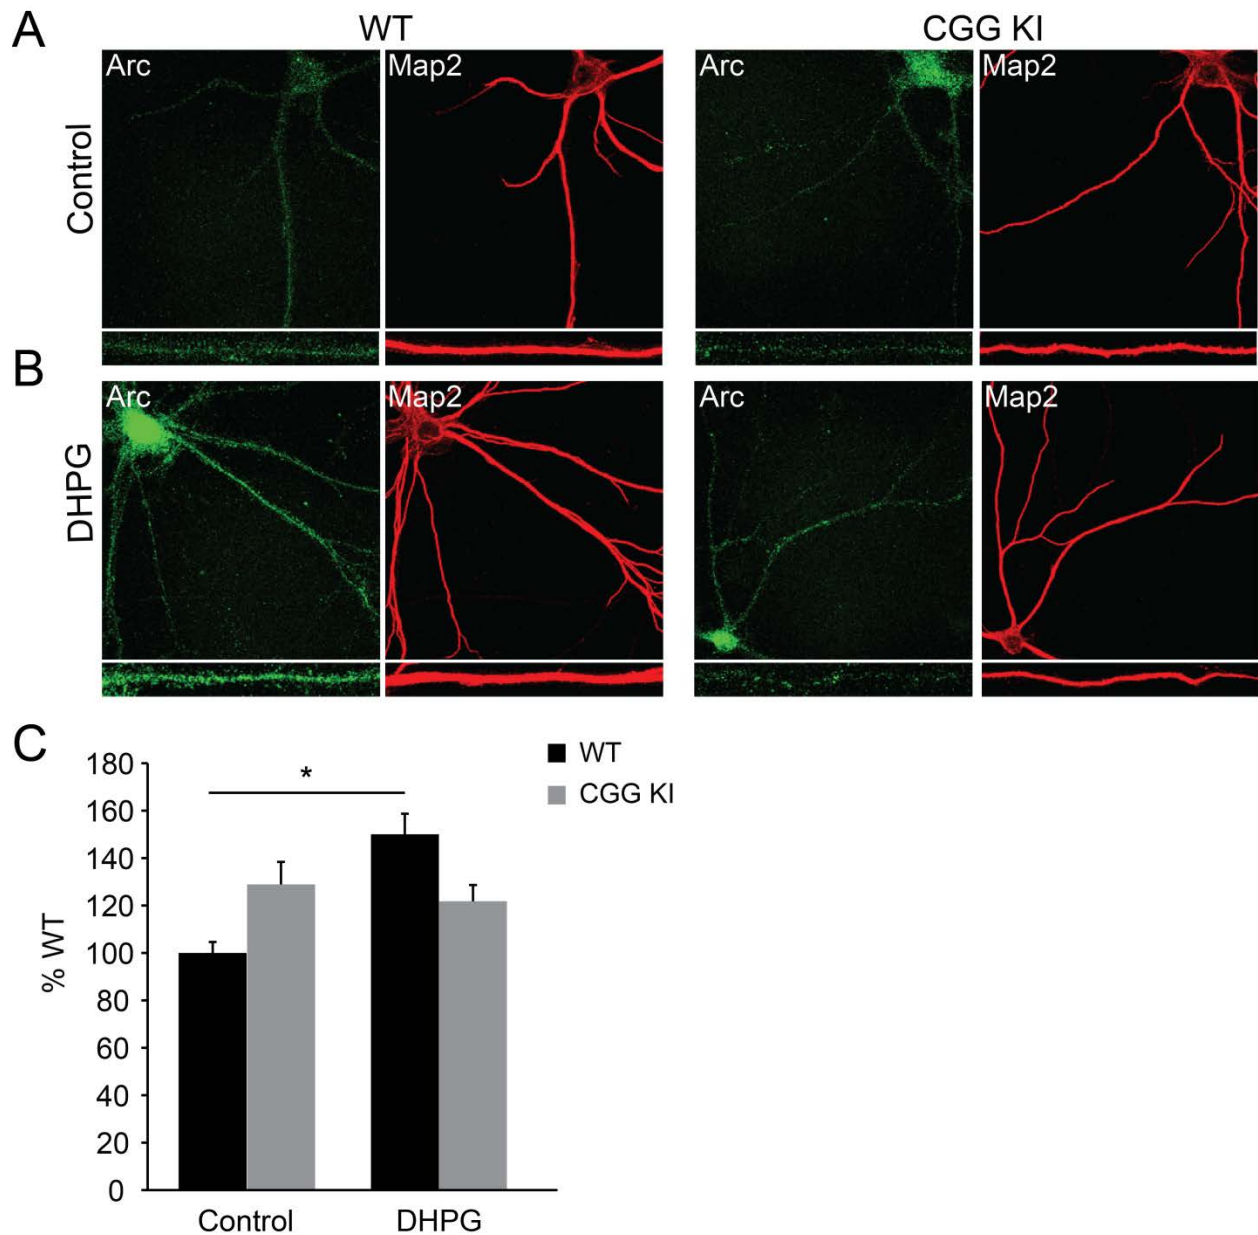 A
WT
CGG KI
Control
Arc
Map2
Arc
Map2
B
DHPG
Arc
Map2
Arc
Map2
C
WT
CGG KI
*
% WT
180
160
140
120
100
80
60
40
20
0
Control
DHPG